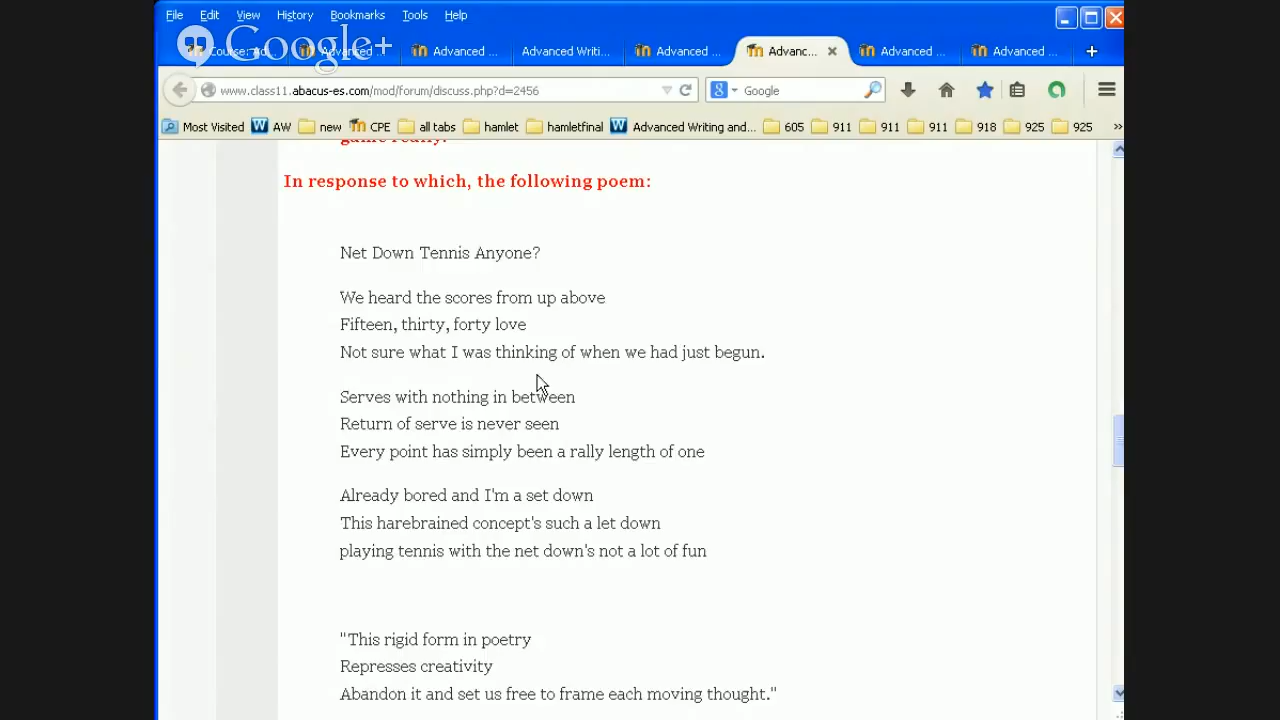 File Edit View History Bookmarks Tools Help
Google+
Course: Ad Advanced Advanced ... Advanced Writi... Advanced ... Advanc... Advanced ... Advanced ...
www.class11.abacus-es.com/mod/forum/discuss.php?d=2456 Google
Most Visited AW new CPE all tabs hamlet hamletfinal Advanced Writing and... 605 911 911 911 918 925 925 »
game really.
In response to which, the following poem:
Net Down Tennis Anyone?
We heard the scores from up above
Fifteen, thirty, forty love
Not sure what I was thinking of when we had just begun.
Serves with nothing in between
Return of serve is never seen
Every point has simply been a rally length of one
Already bored and I'm a set down
This harebrained concept's such a let down
playing tennis with the net down's not a lot of fun
"This rigid form in poetry
Represses creativity
Abandon it and set us free to frame each moving thought."